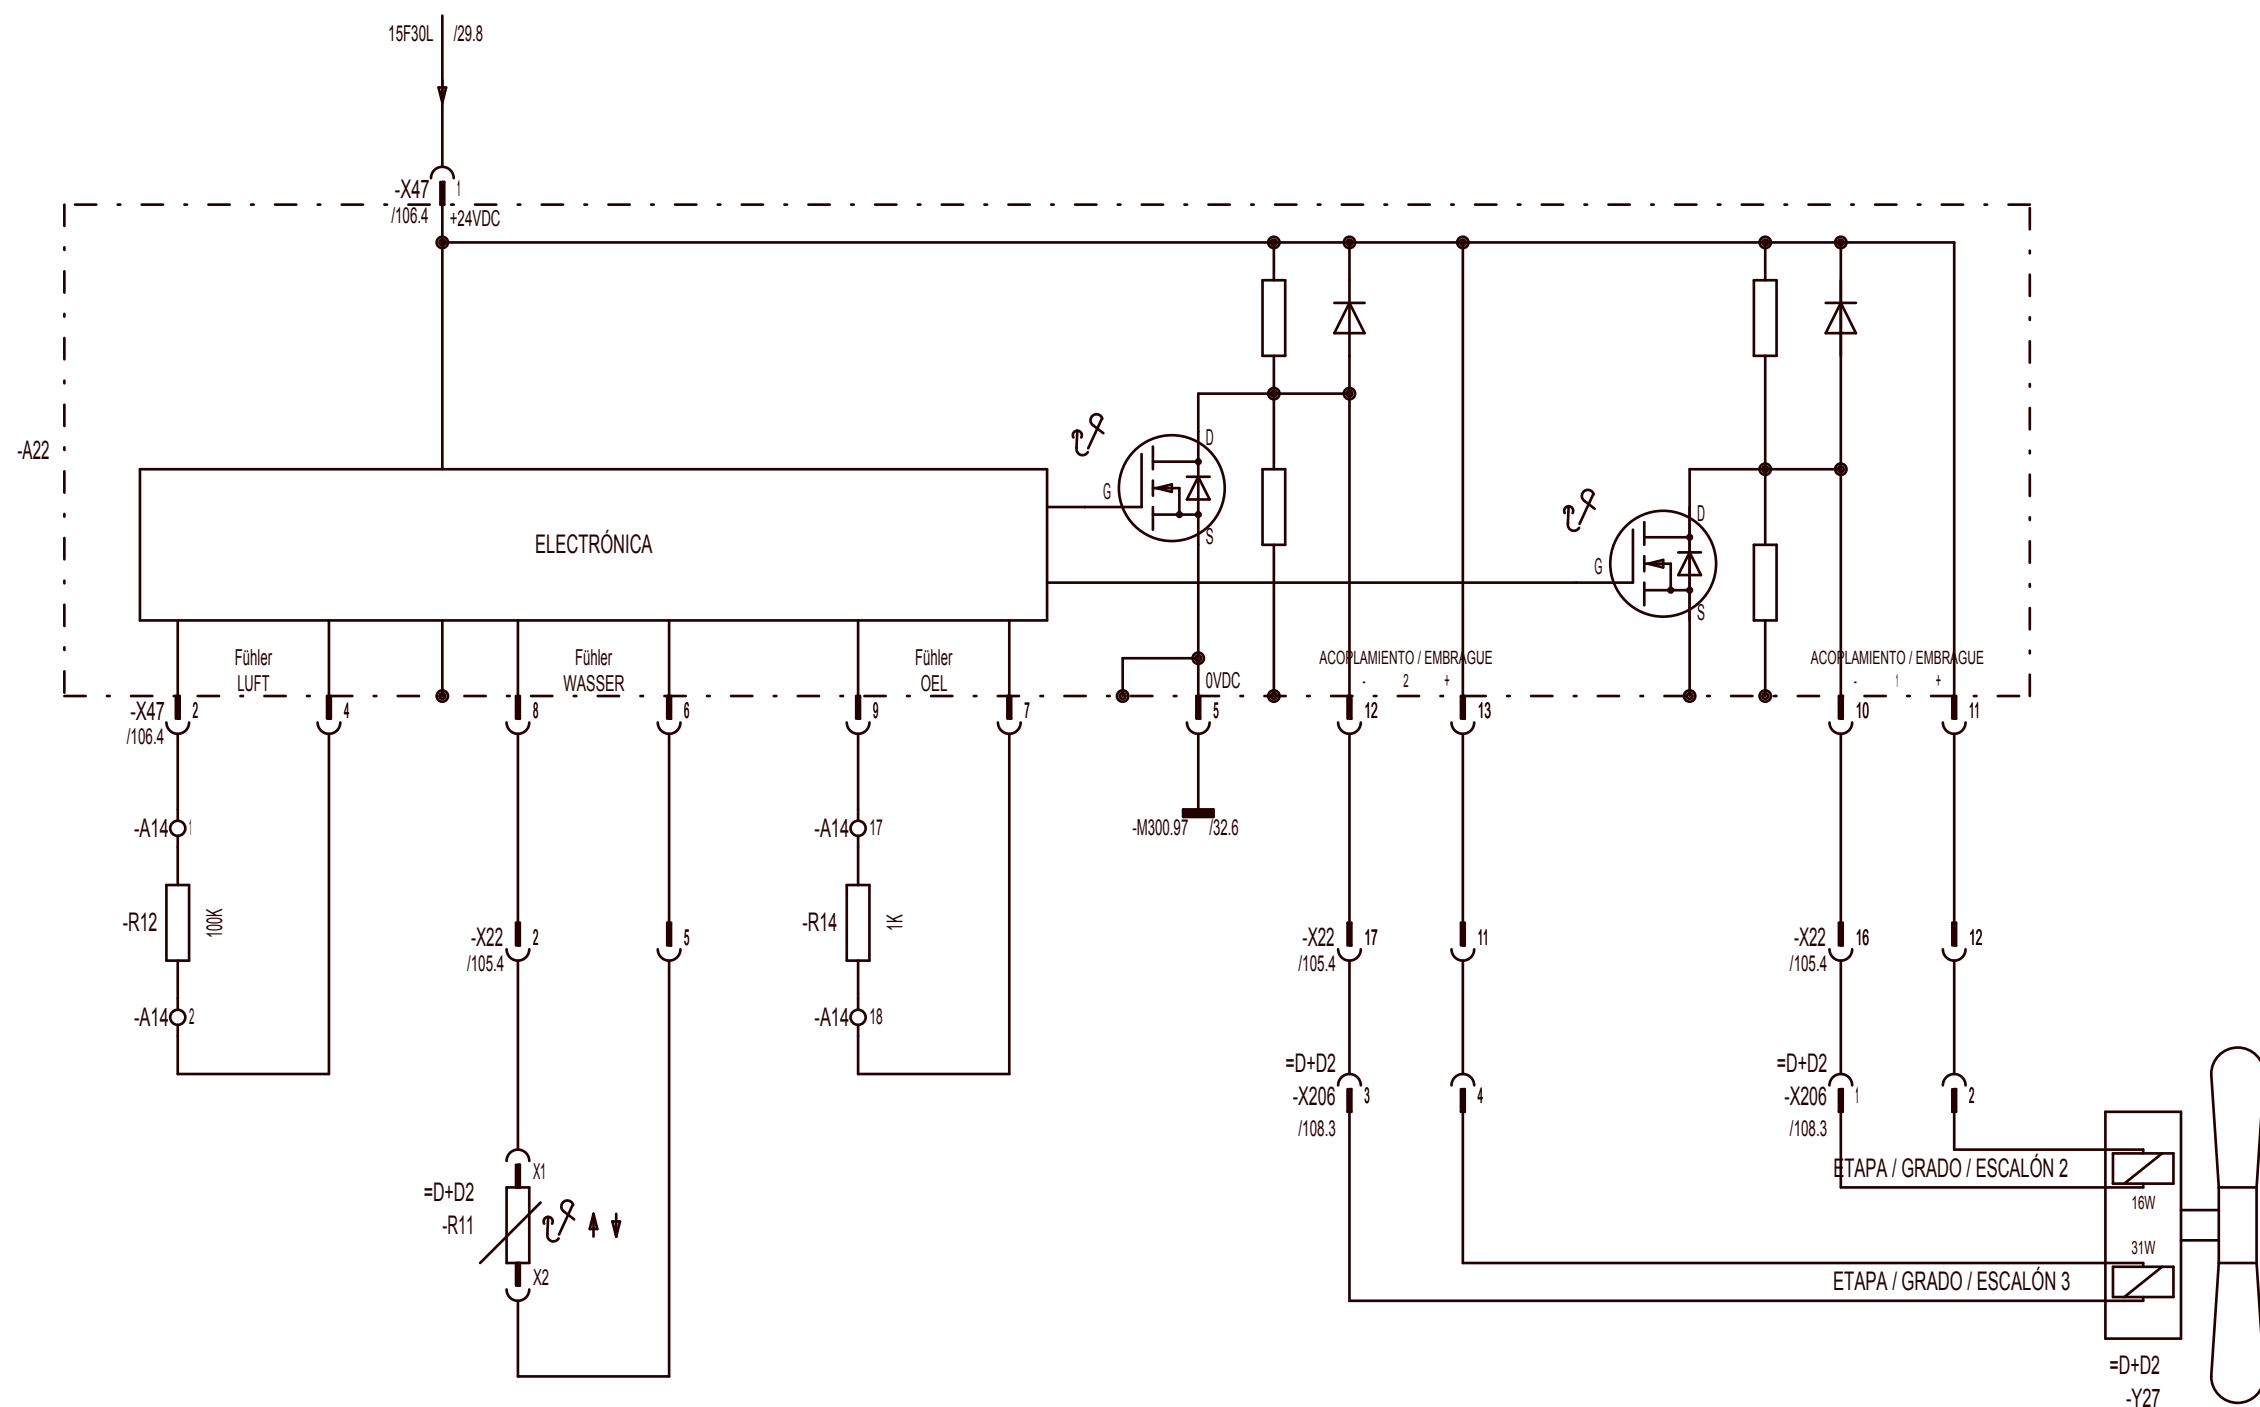 15F30L /29.8
-X47 1
/106.4 +24VDC
-A22
D
G
S
D
G
S
ELECTRÓNICA
Fühler
LUFT
Fühler
WASSER
Fühler
OEL
0VDC
ACOPLAMIENTO / EMBRAGUE
- 2 +
ACOPLAMIENTO / EMBRAGUE
- 1 +
-X47 2 4 8 6 9 7 5 12 13 10 11
/106.4
-A14 1
-A14 17
-M300.97 /32.6
-R12 100K
-R14 1K
-X22 2 5
/105.4
-X22 17 11
/105.4
-X22 16 12
/105.4
-A14 2
-A14 18
=D+D2
-X206 3 4
/108.3
=D+D2
-X206 1 2
/108.3
X1
=D+D2
-R11
X2
ETAPA / GRADO / ESCALÓN 2
16W
31W
ETAPA / GRADO / ESCALÓN 3
=D+D2
-Y27